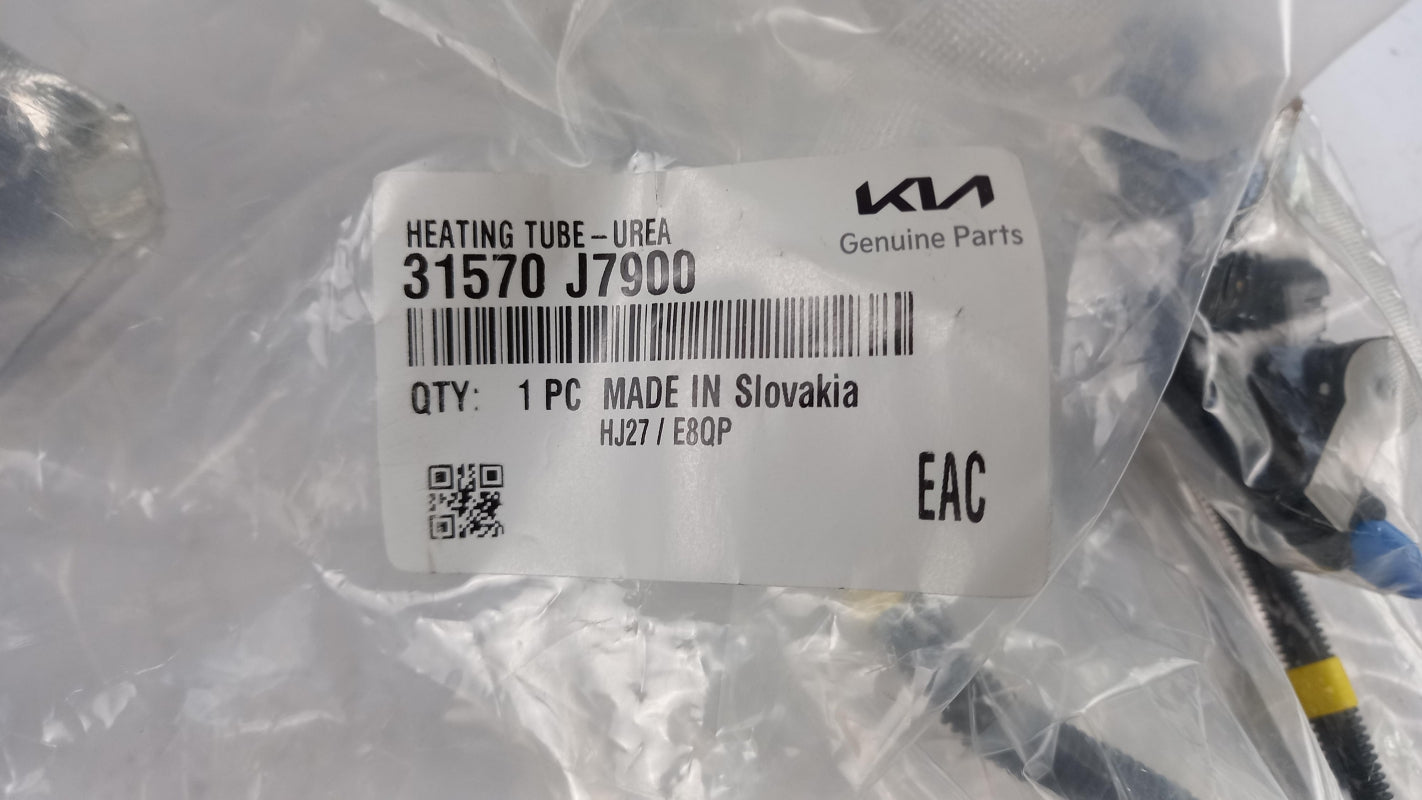 KIA
Genuine Parts
HEATING TUBE-UREA
31570 J7900
QTY: 1 PC MADE IN Slovakia
HJ27 / E8QP
EAC